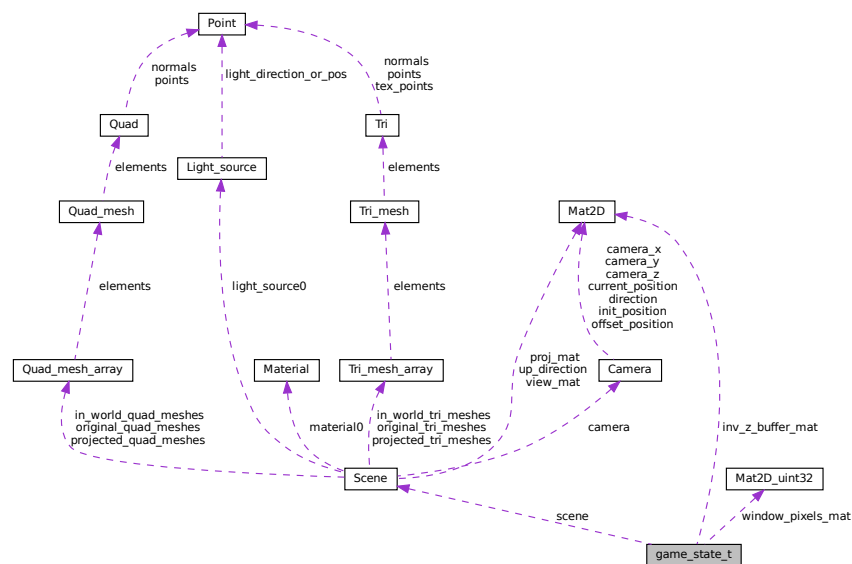 Point
normals
points
light_direction_or_pos
normals
points
tex_points
Quad
Tri
elements
Light_source
elements
Quad_mesh
Tri_mesh
Mat2D
camera_x
camera_y
camera_z
current_position
direction
init_position
offset_position
elements
light_source0
elements
Quad_mesh_array
Material
Tri_mesh_array
proj_mat
up_direction
view_mat
Camera
in_world_quad_meshes
original_quad_meshes
projected_quad_meshes
material0
in_world_tri_meshes
original_tri_meshes
projected_tri_meshes
camera
inv_z_buffer_mat
Scene
Mat2D_uint32
scene
window_pixels_mat
game_state_t